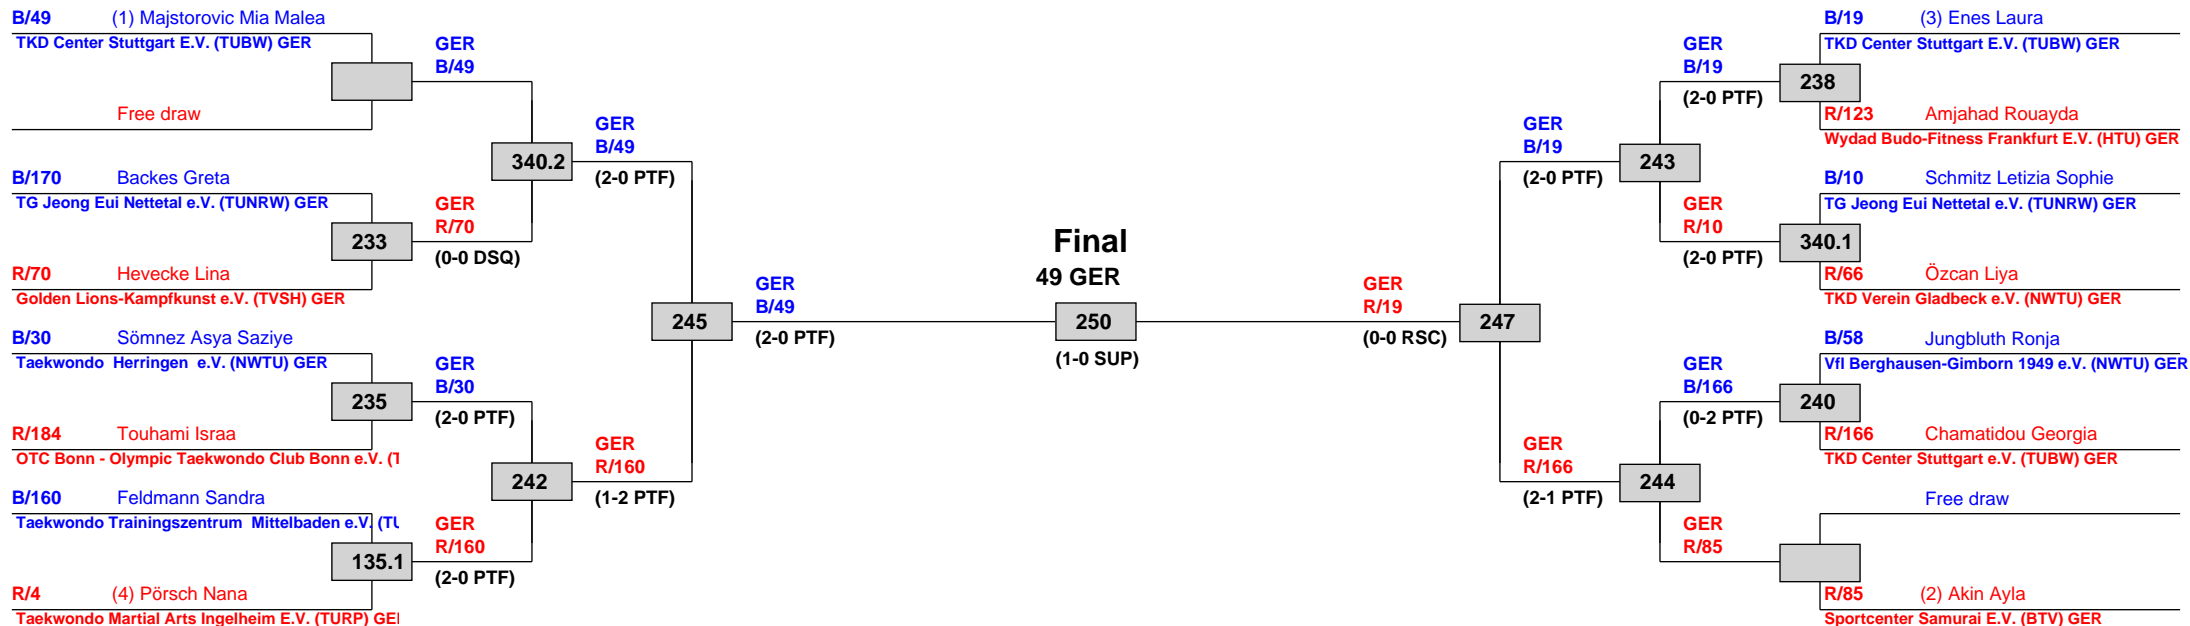 B/49 (1) Majstorovic Mia Malea
TKD Center Stuttgart E.V. (TUBW) GER
Free draw
B/170 Backes Greta
TG Jeong Eui Nettetal e.V. (TUNRW) GER
R/70 Hevecke Lina
Golden Lions-Kampfkunst e.V. (TVSH) GER
B/30 Sömnez Asya Saziye
Taekwondo Herringen e.V. (NWTU) GER
R/184 Touhami Israa
OTC Bonn - Olympic Taekwondo Club Bonn e.V. (T
B/160 Feldmann Sandra
Taekwondo Trainingszentrum Mittelbaden e.V. (TU
R/4 (4) Pörsch Nana
Taekwondo Martial Arts Ingelheim E.V. (TURP) GE
233
235
135.1
GER
B/49
GER
R/70
(0-0 DSQ)
GER
B/30
(2-0 PTF)
GER
R/160
(2-0 PTF)
340.2
242
GER
B/49
(2-0 PTF)
GER
R/160
(1-2 PTF)
245
GER
B/49
(2-0 PTF)
Final
49 GER
250
(1-0 SUP)
GER
R/19
(0-0 RSC)
247
GER
B/19
(2-0 PTF)
GER
R/166
(2-1 PTF)
243
244
GER
B/19
(2-0 PTF)
GER
R/10
(2-0 PTF)
GER
B/166
(0-2 PTF)
GER
R/85
238
340.1
240
B/19 (3) Enes Laura
TKD Center Stuttgart E.V. (TUBW) GER
R/123 Amjahad Rouayda
Wydad Budo-Fitness Frankfurt E.V. (HTU) GER
B/10 Schmitz Letizia Sophie
TG Jeong Eui Nettetal e.V. (TUNRW) GER
R/66 Özcan Liya
TKD Verein Gladbeck e.V. (NWTU) GER
B/58 Jungbluth Ronja
Vfl Berghausen-Gimborn 1949 e.V. (NWTU) GER
R/166 Chamatidou Georgia
TKD Center Stuttgart e.V. (TUBW) GER
Free draw
R/85 (2) Akin Ayla
Sportcenter Samurai E.V. (BTV) GER